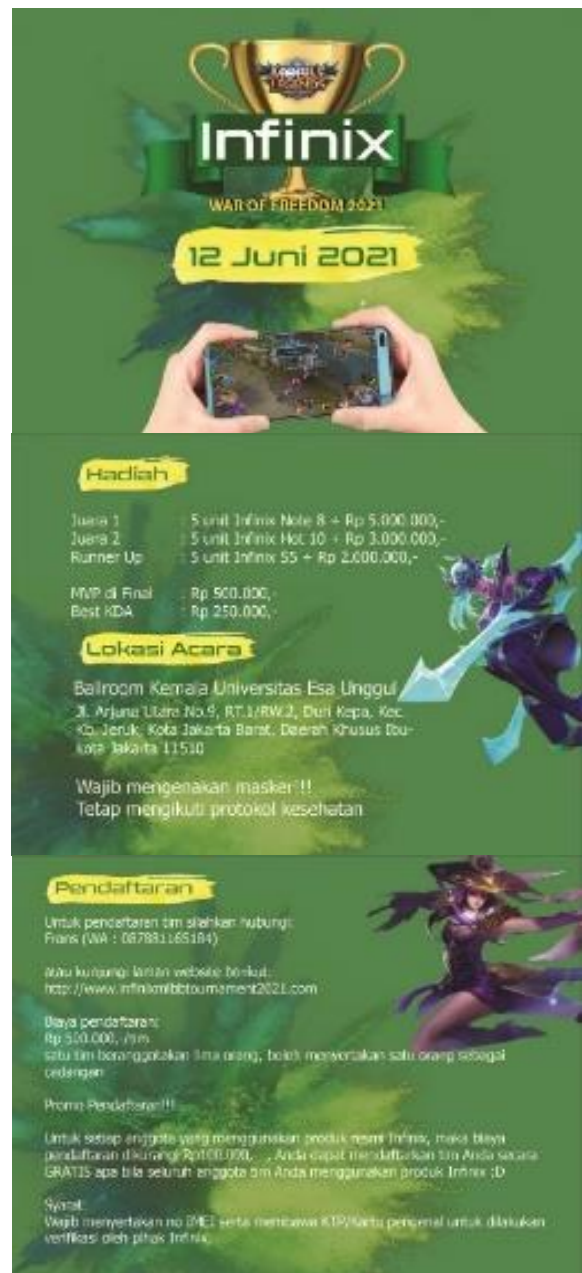 MOBILE
LEGENDS
Infinix
WAR OF FREEDOM 2021
12 Juni 2021
Hadiah
Juara 1 : 5 unit Infinix Note 8 + Rp 5.000.000,-
Juara 2 : 5 unit Infinix Hot 10 + Rp 3.000.000,-
Runner Up : 5 unit Infinix S5 + Rp 2.000.000,-
MVP di Final : Rp 500.000,-
Best KDA : Rp 250.000,-
Lokasi Acara
Ballroom Kemala Universitas Esa Unggul
Jl. Arjuna Utara No.9, RT.1/RW.2, Duri Kepa, Kec.
Kb. Jeruk, Kota Jakarta Barat, Daerah Khusus Ibu-
kota Jakarta 11510
Wajib mengenakan masker!!!
Tetap mengikuti protokol kesehatan
Pendaftaran
Untuk pendaftaran tim silahkan hubungi:
Frans (WA : 087881165184)
atau kunjungi laman website berikut:
http://www.infinixmlbbtournament2021.com
Biaya pendaftaran:
Rp 500.000,-/tim
satu tim beranggotakan lima orang, boleh menyertakan satu orang sebagai
cadangan
Promo Pendaftaran!!!
Untuk setiap anggota yang menggunakan produk resmi Infinix, maka biaya
pendaftaran dikurangi Rp100.000,- , Anda dapat mendaftarkan tim Anda secara
GRATIS apa bila seluruh anggota tim Anda menggunakan produk Infinix ;D
Syarat:
Wajib menyertakan no IMEI serta membawa KTP/Kartu pengenal untuk dilakukan
verifikasi oleh pihak Infinix.